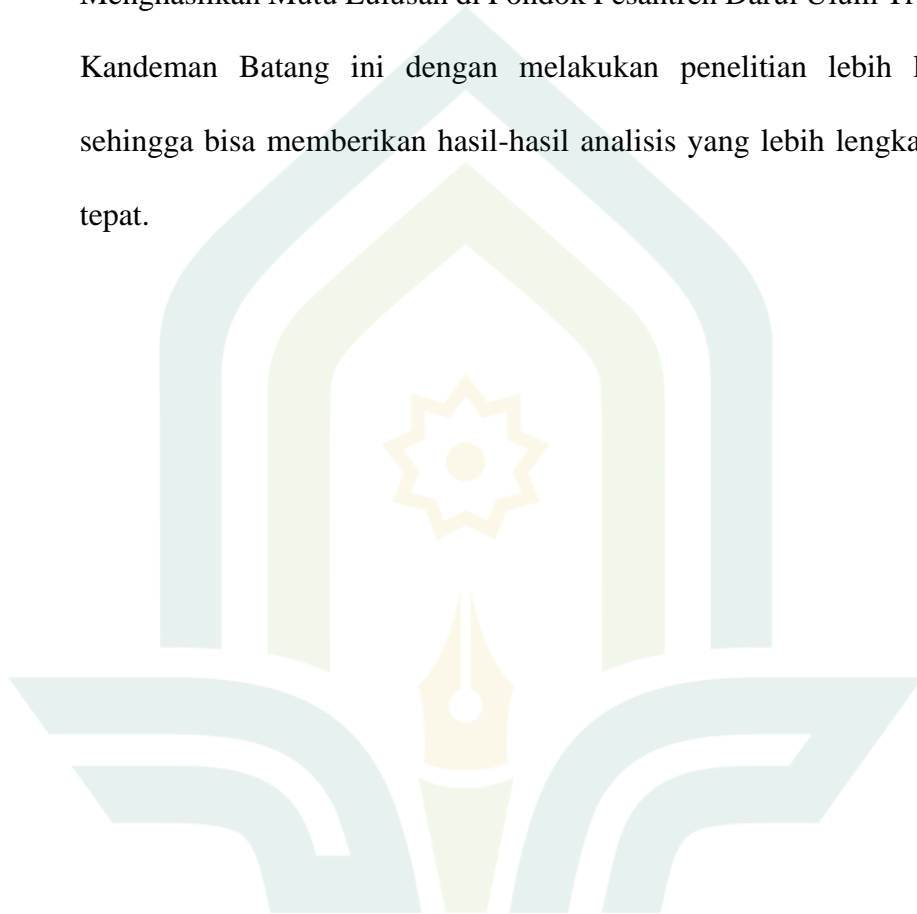 Menghasilkan Mutu Lulusan di Pondok Pesantren Darul Ulum
Kandeman Batang ini dengan melakukan penelitian lebih
sehingga bisa memberikan hasil-hasil analisis yang lebih
tepat.